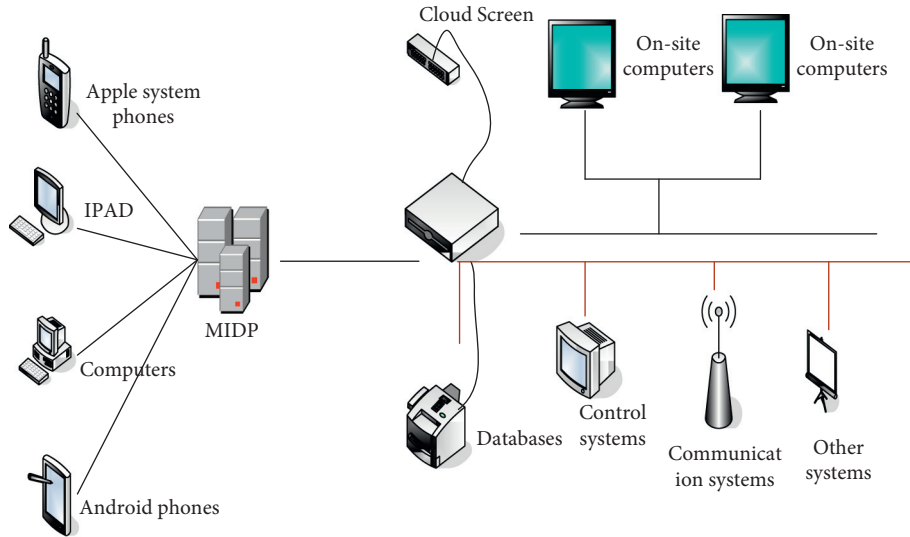 Cloud Screen
On-site
computers
On-site
computers
Apple system
phones
IPAD
MIDP
Computers
Android phones
Databases
Control
systems
Communicat
ion systems
Other
systems